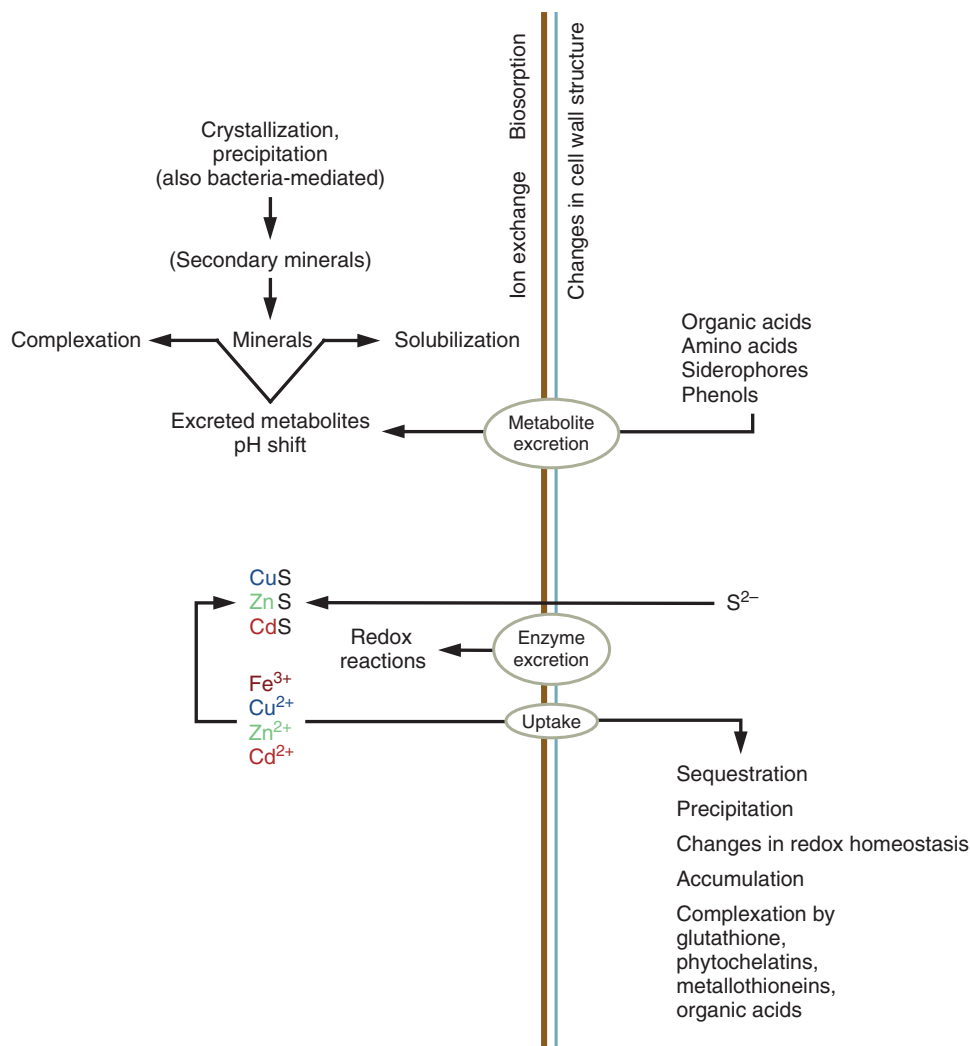 Ion exchange Biosorption
Changes in cell wall structure
Crystallization,
precipitation
(also bacteria-mediated)
(Secondary minerals)
Complexation
Minerals
Solubilization
Organic acids
Amino acids
Siderophores
Phenols
Excreted metabolites
pH shift
Metabolite
excretion
CuS
ZnS
CdS
S²⁻
Redox
reactions
Enzyme
excretion
Fe³⁺
Cu²⁺
Zn²⁺
Cd²⁺
Uptake
Sequestration
Precipitation
Changes in redox homeostasis
Accumulation
Complexation by
glutathione,
phytochelatins,
metallothioneins,
organic acids